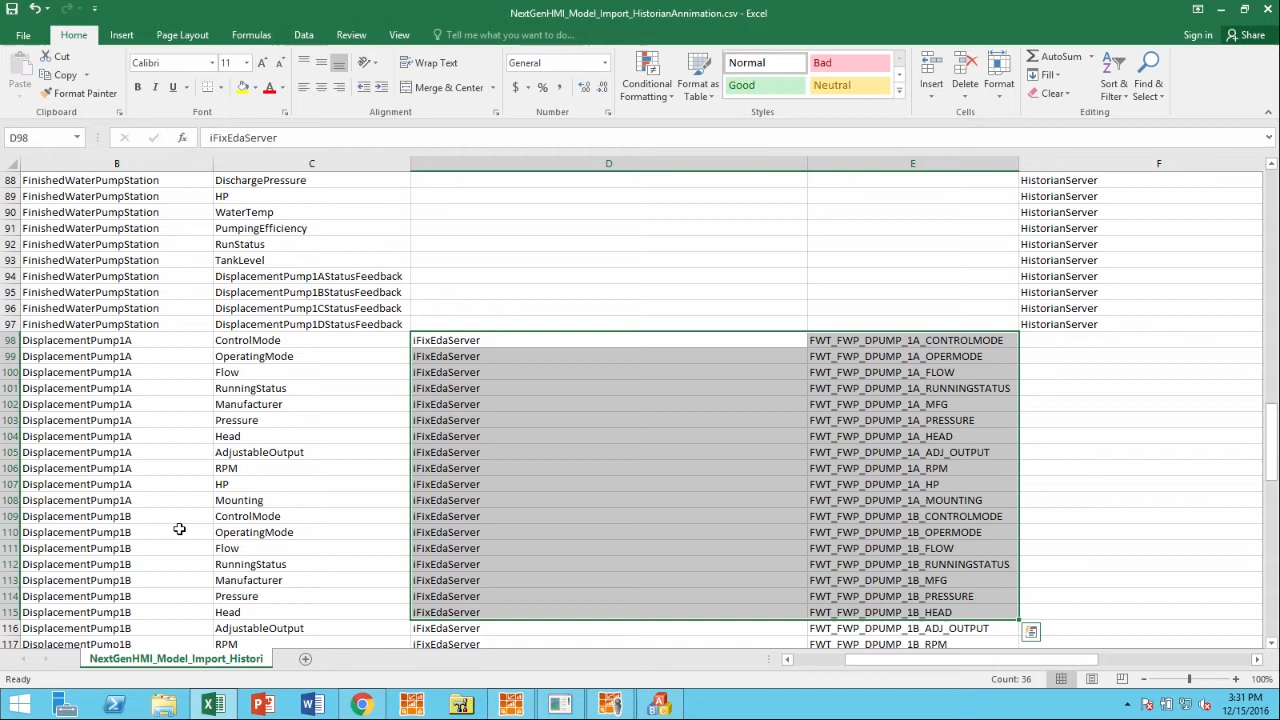 NextGenHMI_Model_Import_HistorianAnnimation.csv - Excel
File Home Insert Page Layout Formulas Data Review View Tell me what you want to do... Sign in Share
Cut
Copy
Format Painter
Paste
Clipboard
Calibri 11
B I U
Font
Wrap Text
Merge & Center
Alignment
General
$ % ,
Number
Conditional Formatting
Format as Table
Normal Bad
Good Neutral
Styles
Insert Delete Format
Cells
AutoSum
Fill
Clear
Sort & Filter
Find & Select
Editing
D98 fx iFixEdaServer
B C D E F
88 FinishedWaterPumpStation DischargePressure HistorianServer
89 FinishedWaterPumpStation HP HistorianServer
90 FinishedWaterPumpStation WaterTemp HistorianServer
91 FinishedWaterPumpStation PumpingEfficiency HistorianServer
92 FinishedWaterPumpStation RunStatus HistorianServer
93 FinishedWaterPumpStation TankLevel HistorianServer
94 FinishedWaterPumpStation DisplacementPump1AStatusFeedback HistorianServer
95 FinishedWaterPumpStation DisplacementPump1BStatusFeedback HistorianServer
96 FinishedWaterPumpStation DisplacementPump1CStatusFeedback HistorianServer
97 FinishedWaterPumpStation DisplacementPump1DStatusFeedback HistorianServer
98 DisplacementPump1A ControlMode iFixEdaServer FWT_FWP_DPUMP_1A_CONTROLMODE
99 DisplacementPump1A OperatingMode iFixEdaServer FWT_FWP_DPUMP_1A_OPERMODE
100 DisplacementPump1A Flow iFixEdaServer FWT_FWP_DPUMP_1A_FLOW
101 DisplacementPump1A RunningStatus iFixEdaServer FWT_FWP_DPUMP_1A_RUNNINGSTATUS
102 DisplacementPump1A Manufacturer iFixEdaServer FWT_FWP_DPUMP_1A_MFG
103 DisplacementPump1A Pressure iFixEdaServer FWT_FWP_DPUMP_1A_PRESSURE
104 DisplacementPump1A Head iFixEdaServer FWT_FWP_DPUMP_1A_HEAD
105 DisplacementPump1A AdjustableOutput iFixEdaServer FWT_FWP_DPUMP_1A_ADJ_OUTPUT
106 DisplacementPump1A RPM iFixEdaServer FWT_FWP_DPUMP_1A_RPM
107 DisplacementPump1A HP iFixEdaServer FWT_FWP_DPUMP_1A_HP
108 DisplacementPump1A Mounting iFixEdaServer FWT_FWP_DPUMP_1A_MOUNTING
109 DisplacementPump1B ControlMode iFixEdaServer FWT_FWP_DPUMP_1B_CONTROLMODE
110 DisplacementPump1B OperatingMode iFixEdaServer FWT_FWP_DPUMP_1B_OPERMODE
111 DisplacementPump1B Flow iFixEdaServer FWT_FWP_DPUMP_1B_FLOW
112 DisplacementPump1B RunningStatus iFixEdaServer FWT_FWP_DPUMP_1B_RUNNINGSTATUS
113 DisplacementPump1B Manufacturer iFixEdaServer FWT_FWP_DPUMP_1B_MFG
114 DisplacementPump1B Pressure iFixEdaServer FWT_FWP_DPUMP_1B_PRESSURE
115 DisplacementPump1B Head iFixEdaServer FWT_FWP_DPUMP_1B_HEAD
116 DisplacementPump1B AdjustableOutput iFixEdaServer FWT_FWP_DPUMP_1B_ADJ_OUTPUT
117 DisplacementPump1B RPM iFixEdaServer FWT_FWP_DPUMP_1B_RPM
NextGenHMI_Model_Import_Histori
Ready Count: 36 100%
3:31 PM
12/15/2016